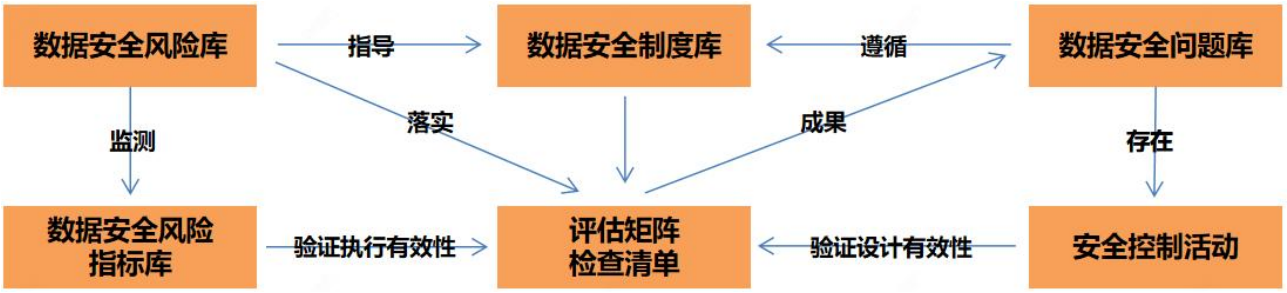 数据安全风险库
指导
数据安全制度库
遵循
数据安全问题库
监测
落实
成果
存在
数据安全风险
指标库
验证执行有效性
评估矩阵
检查清单
验证设计有效性
安全控制活动